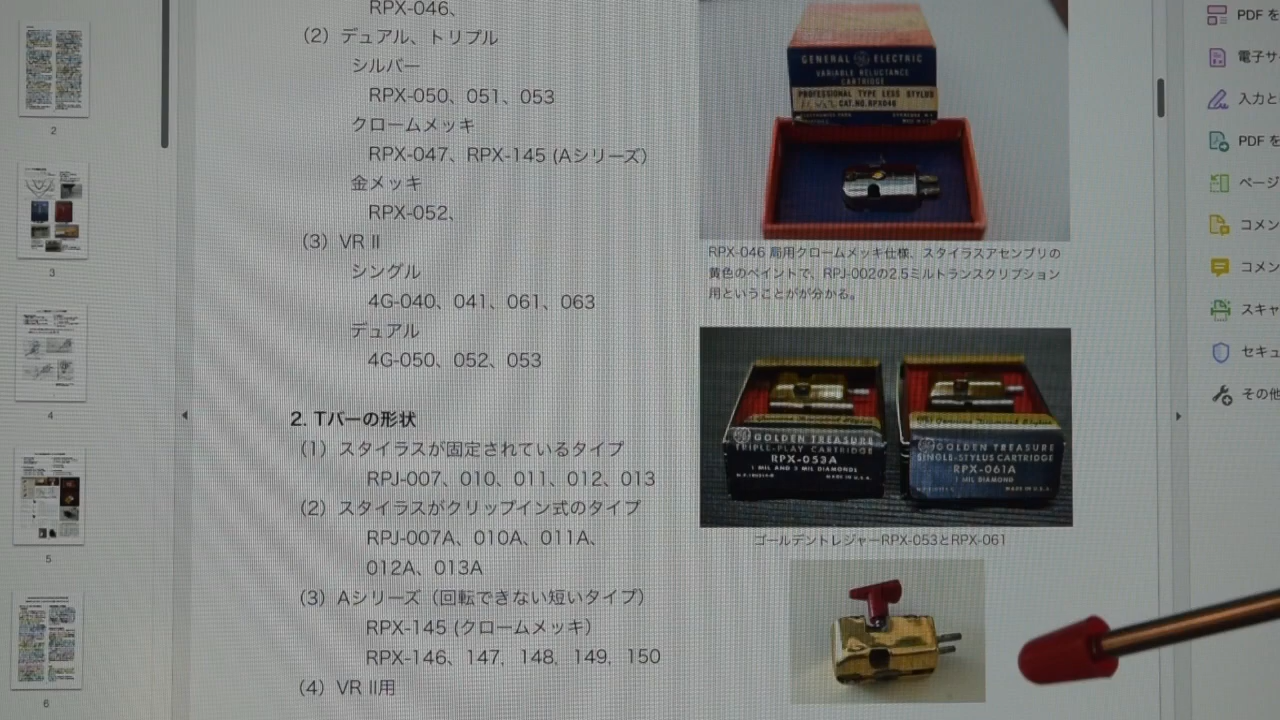 RPX-046、
（2）デュアル、トリプル
シルバー
RPX-050、051、053
クロームメッキ
RPX-047、RPX-145 (Aシリーズ）
金メッキ
RPX-052、
（3）VR II
シングル
4G-040、041、061、063
デュアル
4G-050、052、053
2. Tバーの形状
（1）スタイラスが固定されているタイプ
RPJ-007、010、011、012、013
（2）スタイラスがクリップイン式のタイプ
RPJ-007A、010A、011A、
012A、013A
（3）Aシリーズ（回転できない短いタイプ）
RPX-145 (クロームメッキ）
RPX-146、147、148、149、150
（4）VR II用
GENERAL GE ELECTRIC
VARIABLE RELUCTANCE
CARTRIDGE
PROFESSIONAL TYPE LESS STYLUS
CAT. NO. RPX046
RPX-046 局用クロームメッキ仕様、スタイラスアセンブリの
黄色のペイントで、RPJ-002の2.5ミルトランスクリプション
用ということがが分かる。
GOLDEN TREASURE
TRIPLE-PLAY CARTRIDGE
RPX-053A
1 MIL AND 3 MIL DIAMONDS
MADE IN U.S.A.
GOLDEN TREASURE
SINGLE-STYLUS CARTRIDGE
RPX-061A
1 MIL DIAMOND
MADE IN U.S.A.
ゴールデントレジャーRPX-053とRPX-061
2
3
4
5
6
PDF を
電子サ
入力と
PDF を
ページ
コメン
コメン
スキャ
セキュ
その他